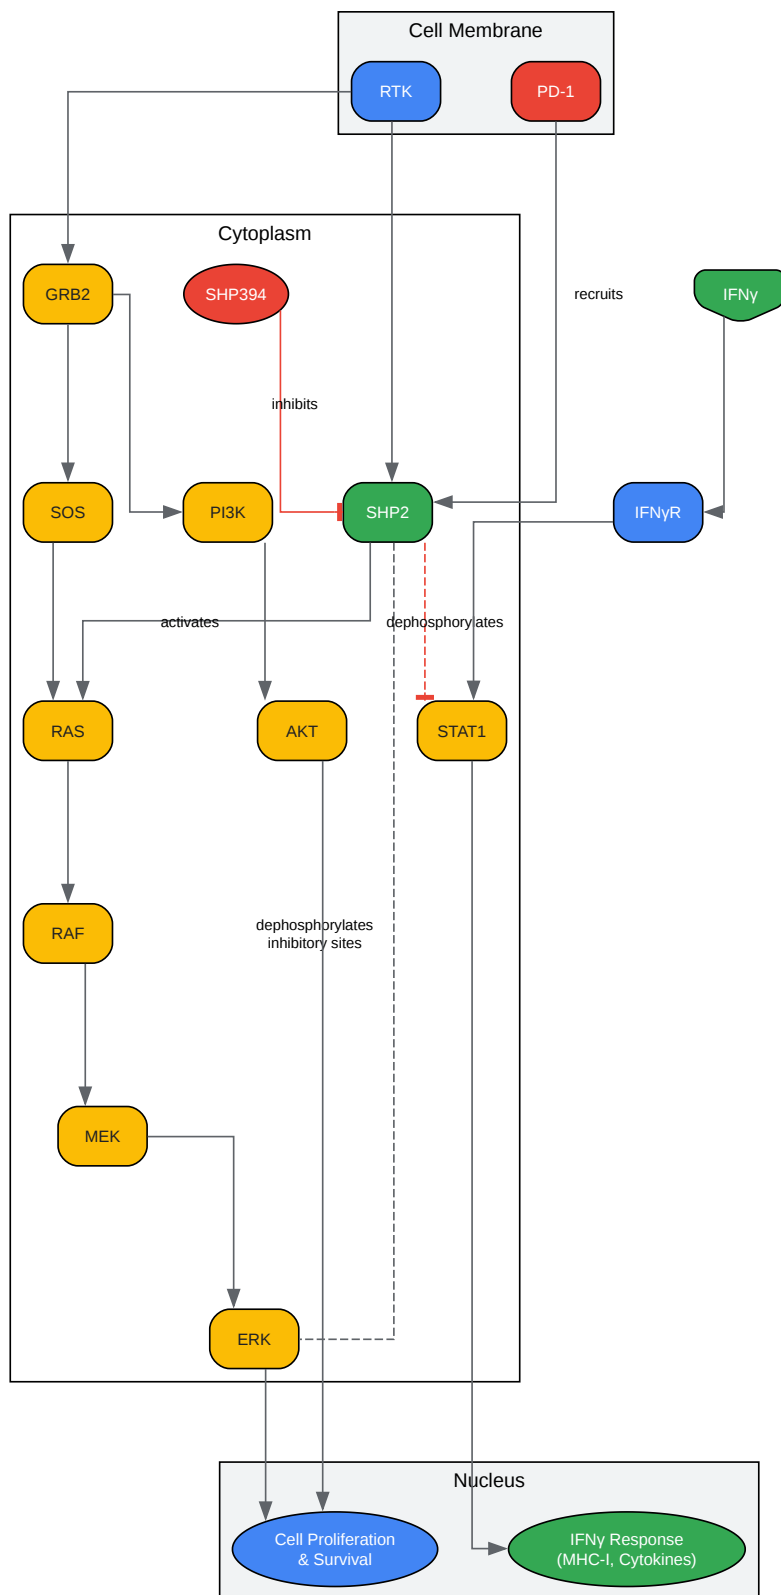 Cell Membrane
RTK
PD-1
Cytoplasm
GRB2
SHP394
recruits
IFNγ
inhibits
SOS
PI3K
SHP2
IFNγR
activates
dephosphorylates
RAS
AKT
STAT1
RAF
dephosphorylates
inhibitory sites
MEK
ERK
Nucleus
Cell Proliferation
& Survival
IFNγ Response
(MHC-I, Cytokines)